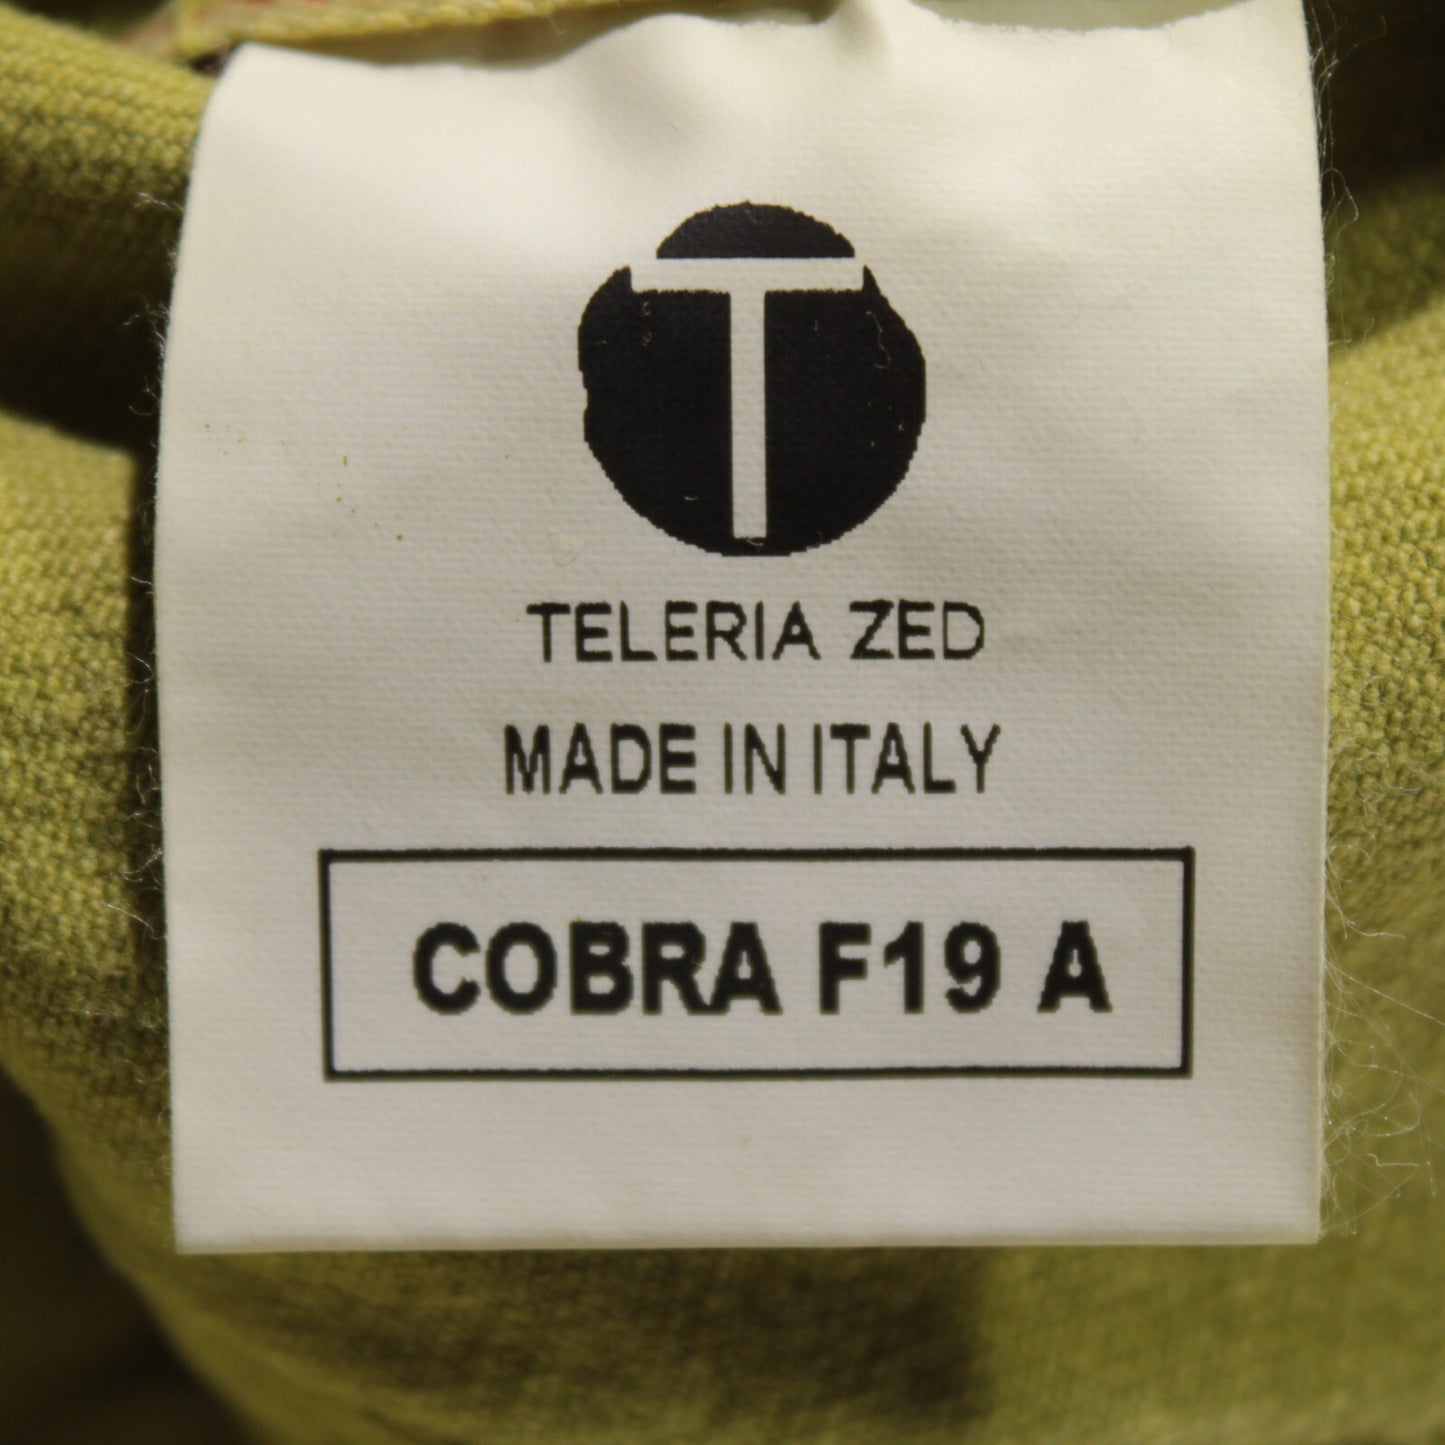 T
TELERIA ZED
MADE IN ITALY
COBRA F19 A